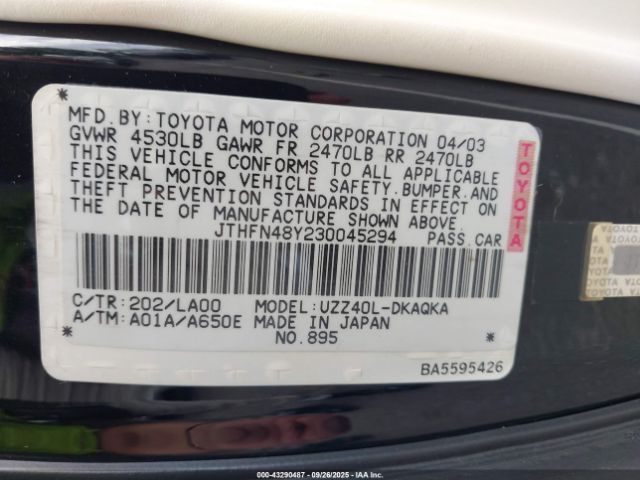 MFD.BY:TOYOTA MOTOR CORPORATION 04/03
GVWR 4530LB GAWR FR 2470LB RR 2470LB
THIS VEHICLE CONFORMS TO ALL APPLICABLE
FEDERAL MOTOR VEHICLE SAFETY.BUMPER.AND
THEFT PREVENTION STANDARDS IN EFFECT ON
THE DATE OF MANUFACTURE SHOWN ABOVE.
JTHFN48Y230045294 PASS.CAR
TOYOTA
C/TR:202/LA00 MODEL:UZZ40L-DKAQKA
A/TM:A01A/A650E MADE IN JAPAN
NO.895
BA5595426
000-43290487 09/26/2025 IAA Inc.